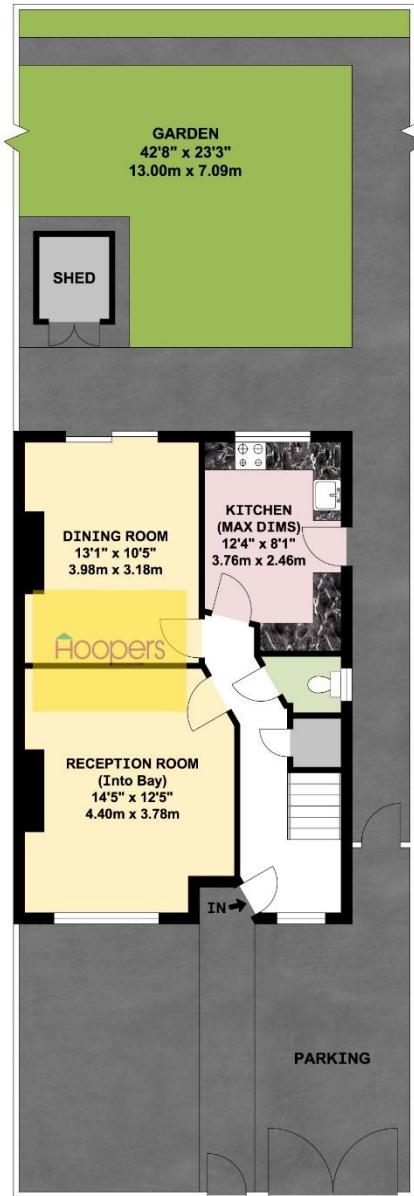 GARDEN
42'8" x 23'3"
13.00m x 7.09m
SHED
KITCHEN
(MAX DIMS)
12'4" x 8'1"
3.76m x 2.46m
DINING ROOM
13'1" x 10'5"
3.98m x 3.18m
Hoopers
RECEPTION ROOM
(Into Bay)
14'5" x 12'5"
4.40m x 3.78m
IN
PARKING